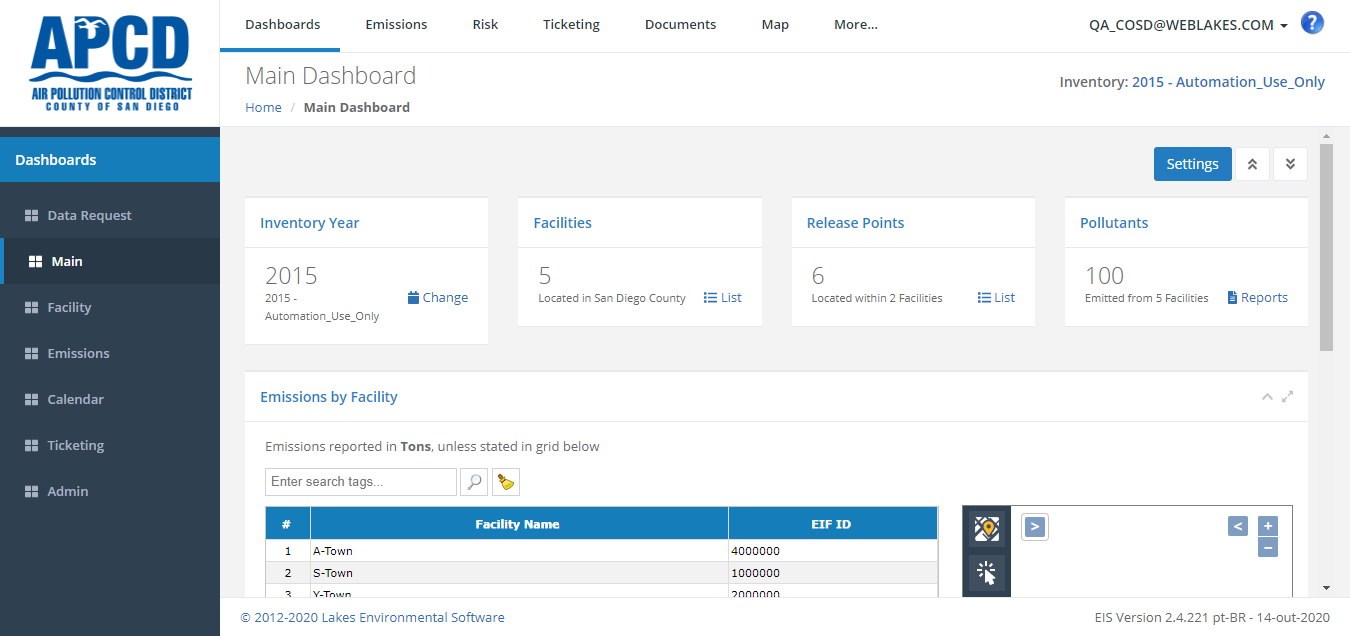 APCD
AIR POLLUTION CONTROL DISTRICT
COUNTY OF SAN DIEGO
Dashboards Emissions Risk Ticketing Documents Map More...
QA_COSD@WEBLAKES.COM
?
Main Dashboard
Home / Main Dashboard
Inventory: 2015 - Automation_Use_Only
Dashboards
Data Request
Main
Facility
Emissions
Calendar
Ticketing
Admin
Settings
Inventory Year
2015
2015 -
Automation_Use_Only
Change
Facilities
5
Located in San Diego County
List
Release Points
6
Located within 2 Facilities
List
Pollutants
100
Emitted from 5 Facilities
Reports
Emissions by Facility
Emissions reported in Tons, unless stated in grid below
Enter search tags...
# Facility Name EIF ID
1 A-Town 4000000
2 S-Town 1000000
3 Y-Town 2000000
> < +
−
© 2012-2020 Lakes Environmental Software
EIS Version 2.4.221 pt-BR - 14-out-2020